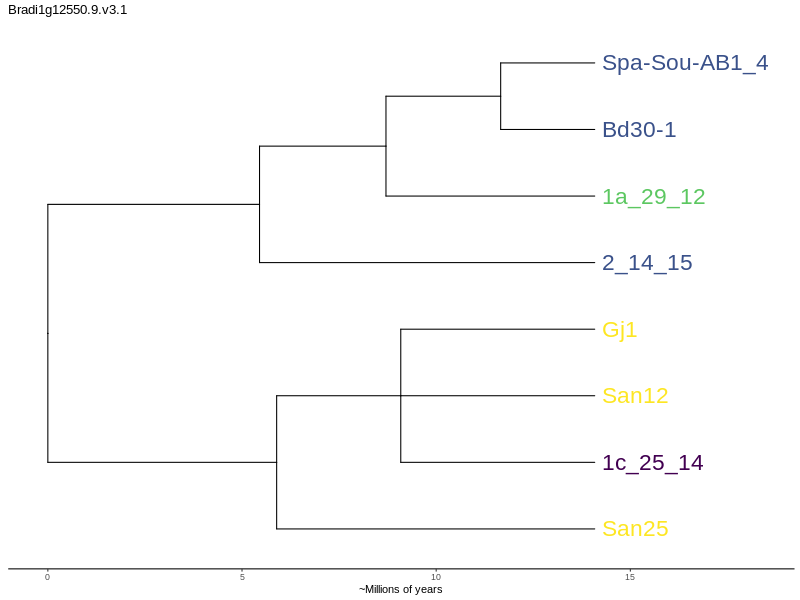 Bradi1g12550.9.v3.1
Spa-Sou-AB1_4
Bd30-1
1a_29_12
2_14_15
Gj1
San12
1c_25_14
San25
0 5 10 15
~Millions of years